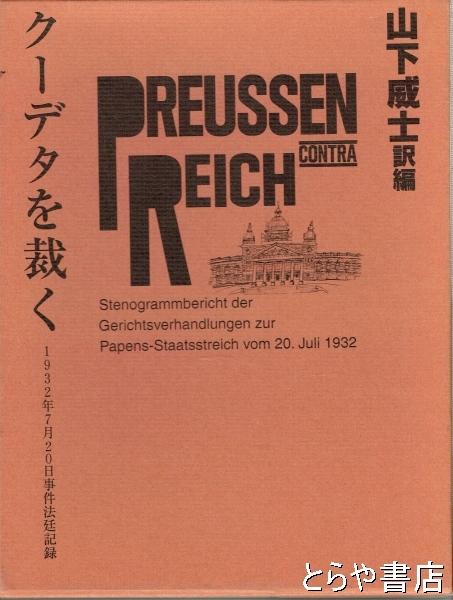 山下威士訳編
クーデタを裁く
1932年7月20日事件法廷記録
PREUSSEN
CONTRA
REICH
Stenogrammbericht der
Gerichtsverhandlungen zur
Papens-Staatsstreich vom 20. Juli 1932
とらや書店